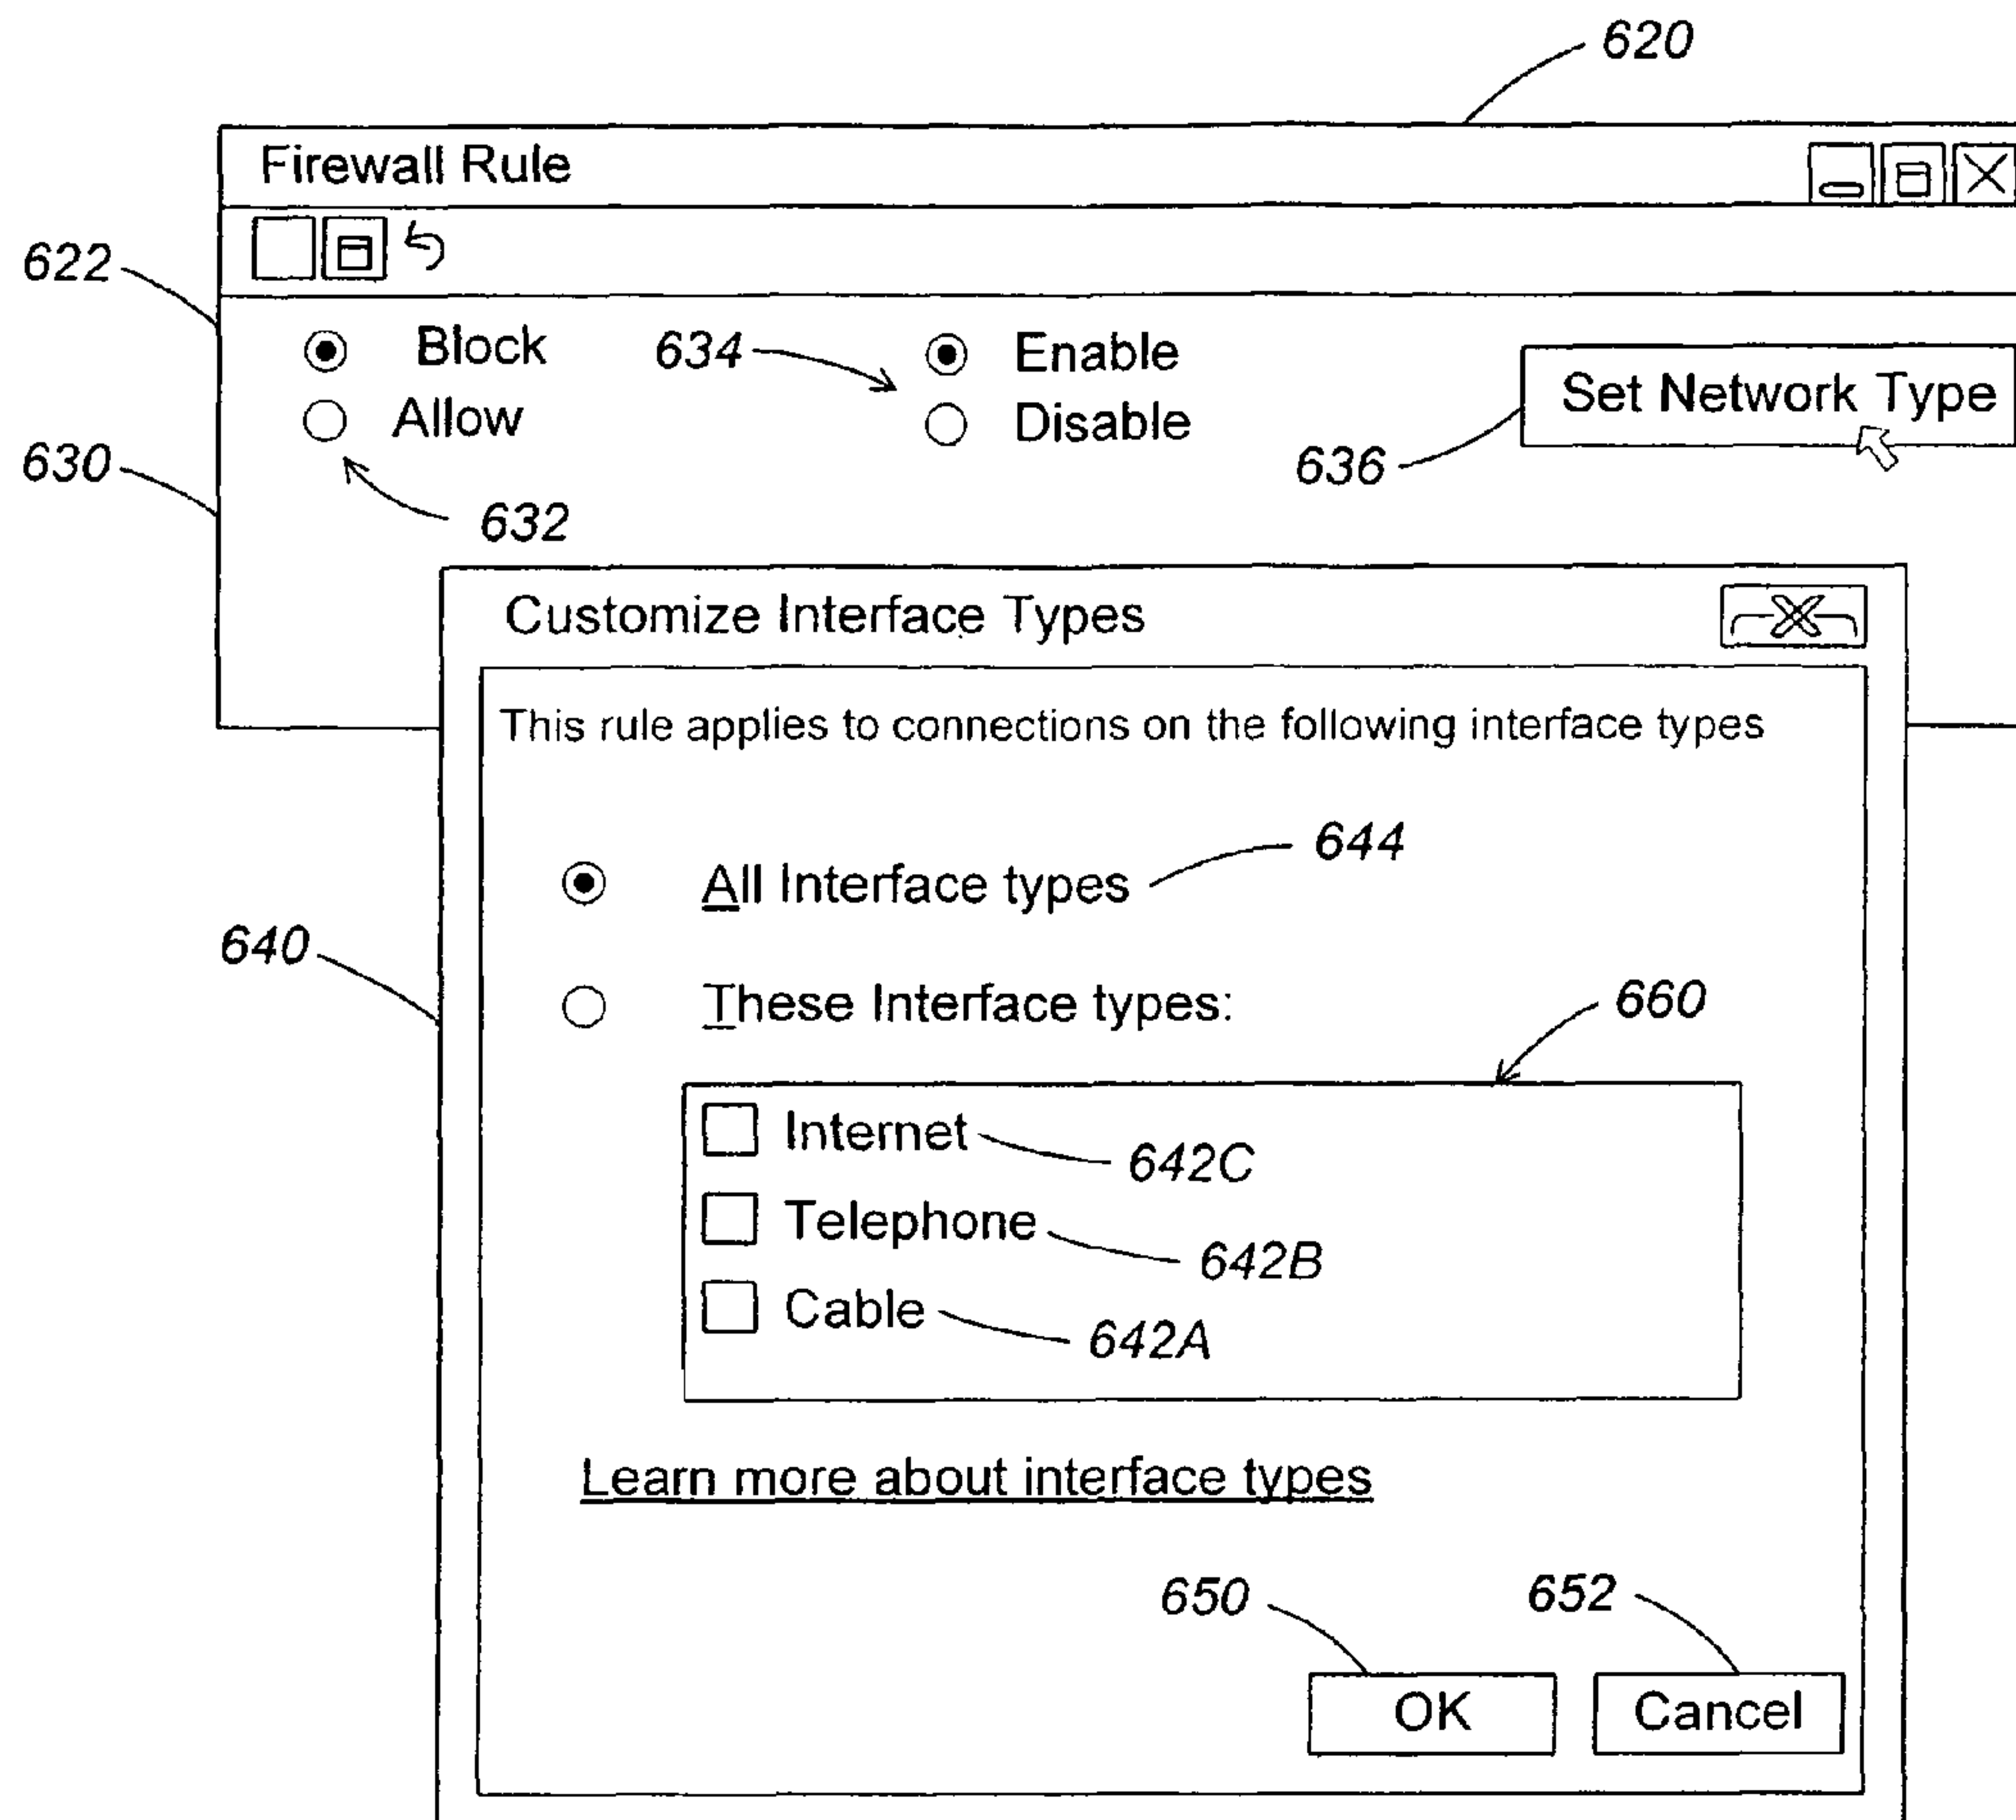 620
Firewall Rule
622
Block
634
Enable
Set Network Type
Allow
Disable
630
636
632
Customize Interface Types
This rule applies to connections on the following interface types
644
All Interface types
640
These Interface types:
660
Internet
642C
Telephone
642B
Cable
642A
Learn more about interface types
650
652
OK
Cancel